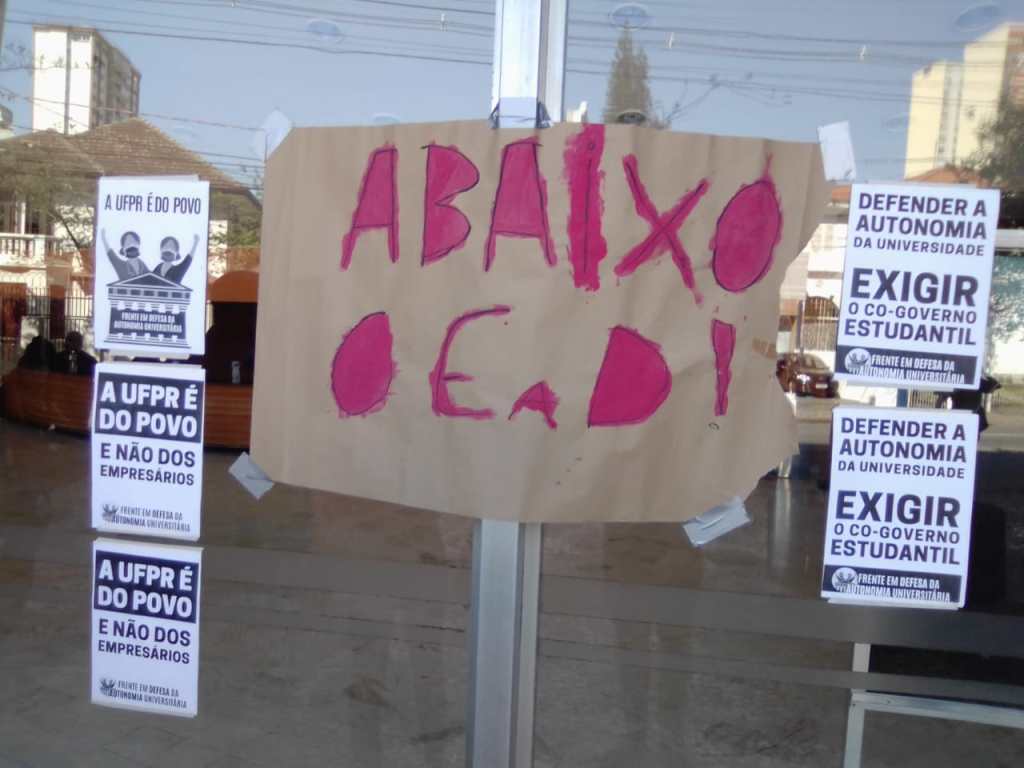 A UFPR É DO POVO
FRENTE EM DEFESA DA
AUTONOMIA UNIVERSITÁRIA
A UFPR É
DO POVO
E NÃO DOS
EMPRESÁRIOS
FRENTE EM DEFESA DA
AUTONOMIA UNIVERSITÁRIA
A UFPR É
DO POVO
E NÃO DOS
EMPRESÁRIOS
FRENTE EM DEFESA DA
AUTONOMIA UNIVERSITÁRIA
ABAIXO
O EAD!
DEFENDER A
AUTONOMIA
DA UNIVERSIDADE
EXIGIR
O CO-GOVERNO
ESTUDANTIL
FRENTE EM DEFESA DA
AUTONOMIA UNIVERSITÁRIA
DEFENDER A
AUTONOMIA
DA UNIVERSIDADE
EXIGIR
O CO-GOVERNO
ESTUDANTIL
FRENTE EM DEFESA DA
AUTONOMIA UNIVERSITÁRIA